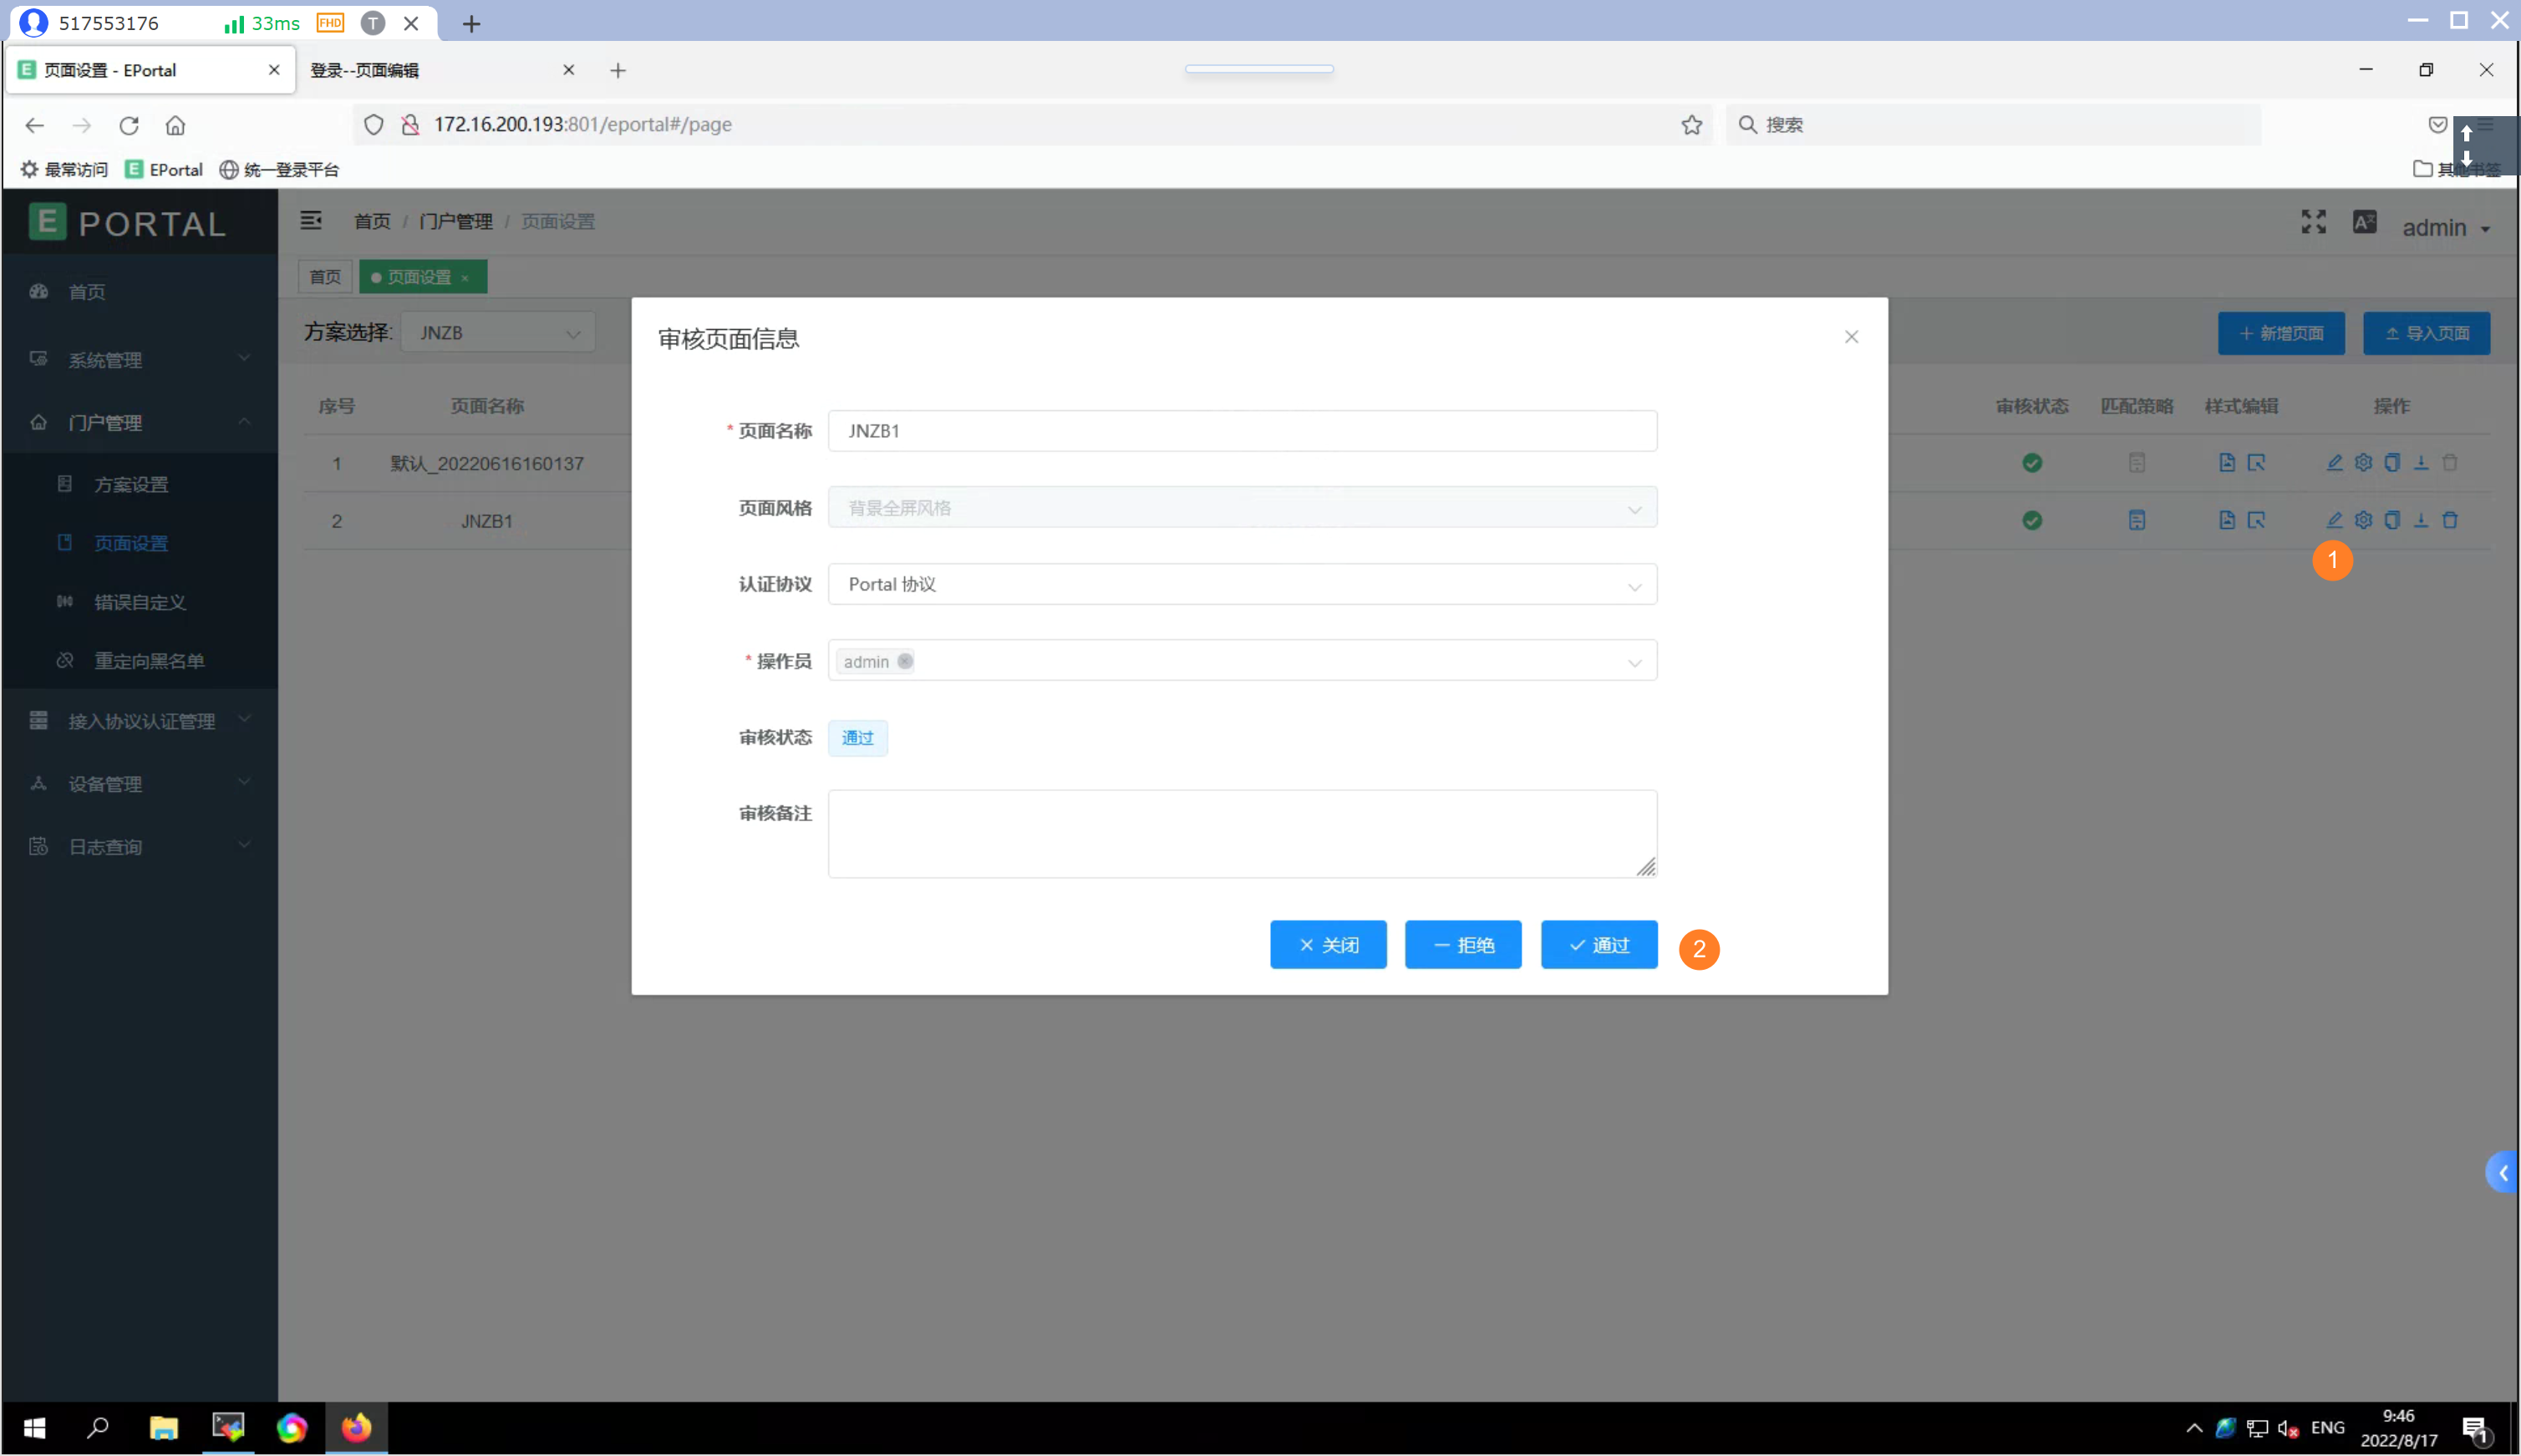 517553176 33ms FHD T
页面设置 - EPortal
登录--页面编辑
172.16.200.193:801/eportal#/page
搜索
最常访问
EPortal
统一登录平台
E PORTAL
首页 / 门户管理 / 页面设置
admin
首页
页面设置
首页
系统管理
门户管理
方案设置
页面设置
错误自定义
重定向黑名单
接入协议认证管理
设备管理
日志查询
方案选择: JNZB
新增页面
导入页面
序号 页面名称 审核状态 匹配策略 样式编辑 操作
1 默认_20220616160137
2 JNZB1
1
审核页面信息
* 页面名称 JNZB1
页面风格 背景全屏风格
认证协议 Portal 协议
* 操作员 admin
审核状态 通过
审核备注
关闭 拒绝 通过
2
ENG
9:46
2022/8/17
1